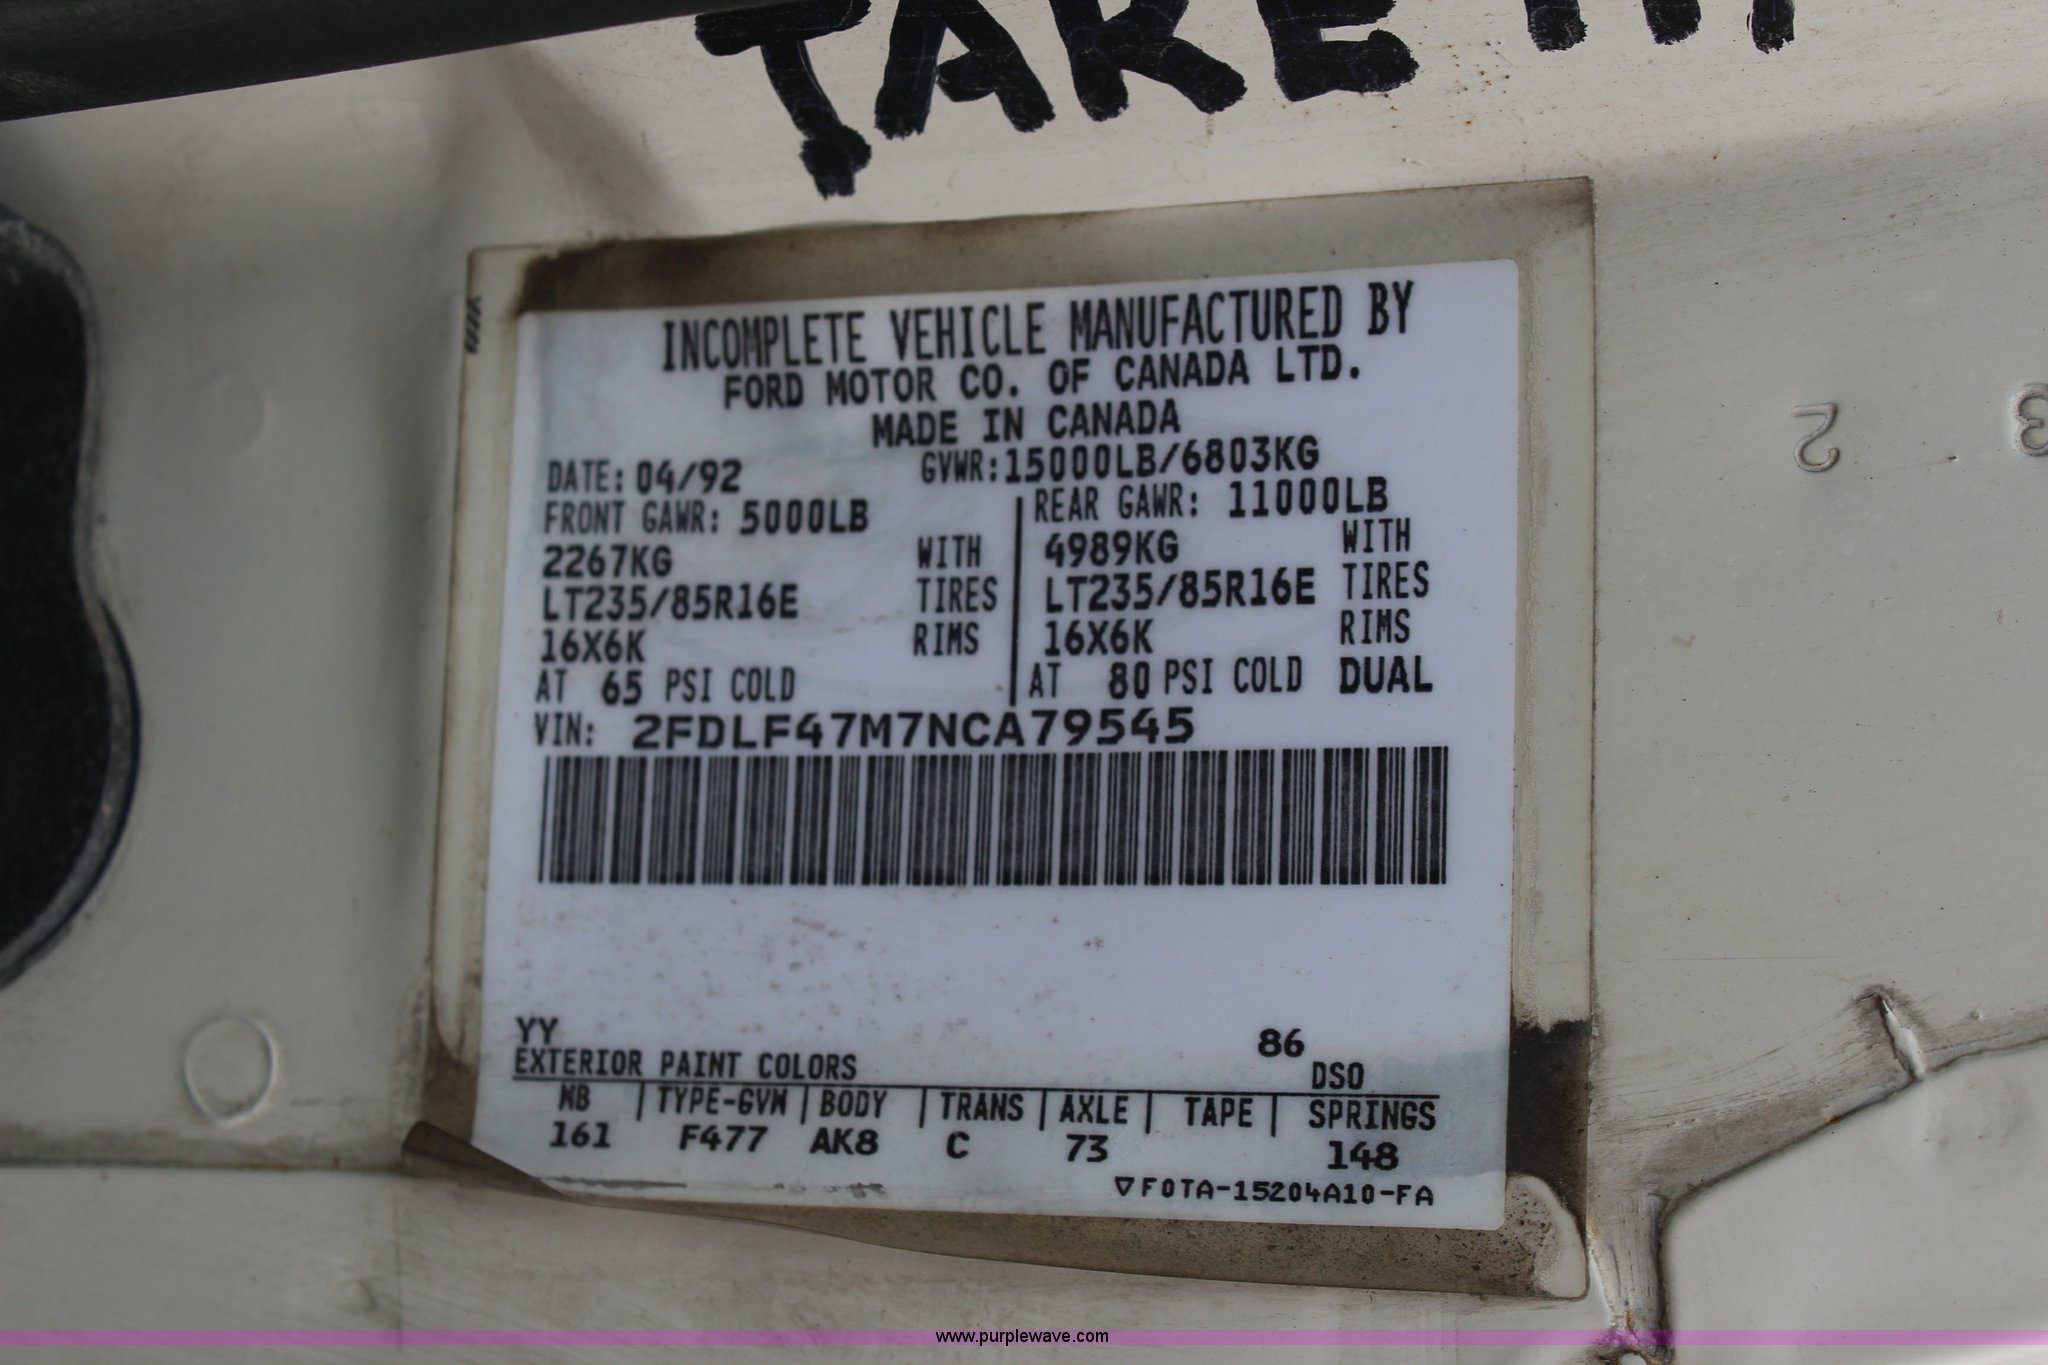 TAKE
INCOMPLETE VEHICLE MANUFACTURED BY
FORD MOTOR CO. OF CANADA LTD.
MADE IN CANADA
DATE: 04/92 GVWR: 15000LB/6803KG
FRONT GAWR: 5000LB REAR GAWR: 11000LB
2267KG WITH 4989KG WITH
LT235/85R16E TIRES LT235/85R16E TIRES
16X6K RIMS 16X6K RIMS
AT 65 PSI COLD AT 80 PSI COLD DUAL
VIN: 2FDLF47M7NCA79545
YY 86
EXTERIOR PAINT COLORS DSO
WB | TYPE-GVW | BODY | TRANS | AXLE | TAPE | SPRINGS
161 F477 AK8 C 73 148
▽F0TA-15204A10-FA
2 3
www.purplewave.com